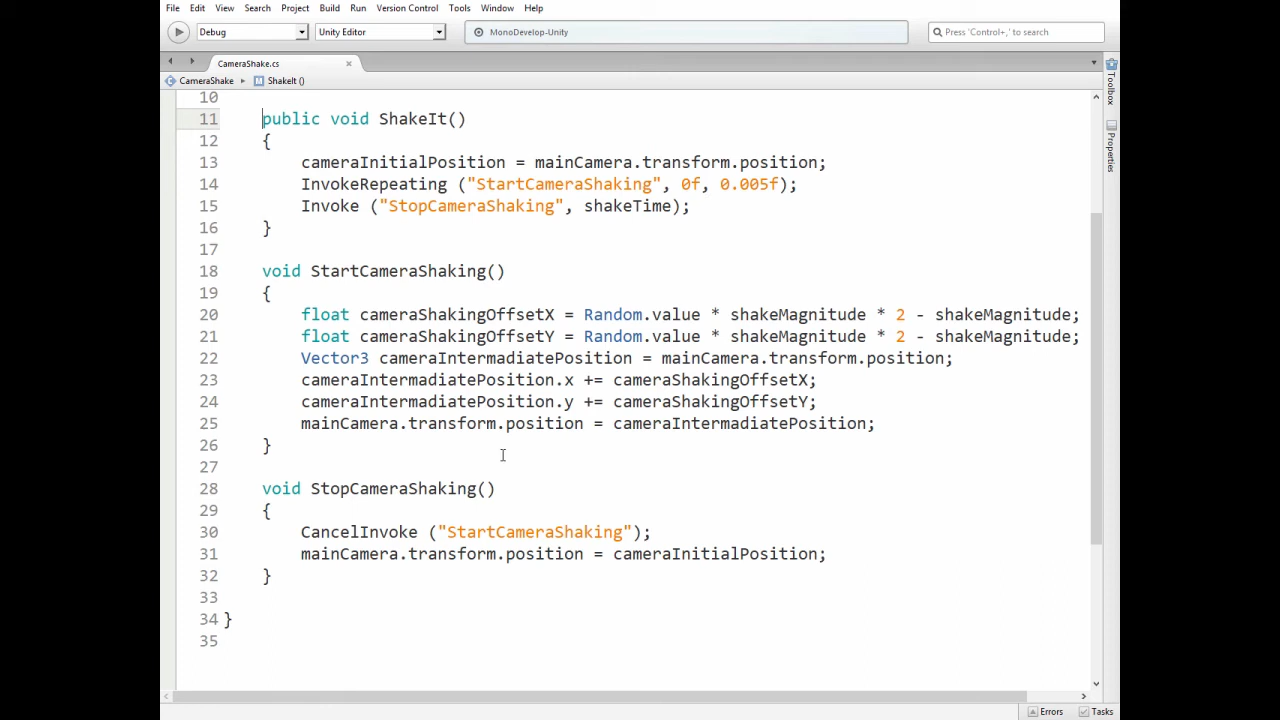 File Edit View Search Project Build Run Version Control Tools Window Help
Debug Unity Editor MonoDevelop-Unity Press 'Control+,' to search
CameraShake.cs
CameraShake ShakeIt ()
Toolbox
Properties
10
11 public void ShakeIt()
12 {
13 cameraInitialPosition = mainCamera.transform.position;
14 InvokeRepeating ("StartCameraShaking", 0f, 0.005f);
15 Invoke ("StopCameraShaking", shakeTime);
16 }
17
18 void StartCameraShaking()
19 {
20 float cameraShakingOffsetX = Random.value * shakeMagnitude * 2 - shakeMagnitude;
21 float cameraShakingOffsetY = Random.value * shakeMagnitude * 2 - shakeMagnitude;
22 Vector3 cameraIntermadiatePosition = mainCamera.transform.position;
23 cameraIntermadiatePosition.x += cameraShakingOffsetX;
24 cameraIntermadiatePosition.y += cameraShakingOffsetY;
25 mainCamera.transform.position = cameraIntermadiatePosition;
26 }
27
28 void StopCameraShaking()
29 {
30 CancelInvoke ("StartCameraShaking");
31 mainCamera.transform.position = cameraInitialPosition;
32 }
33
34 }
35
Errors Tasks